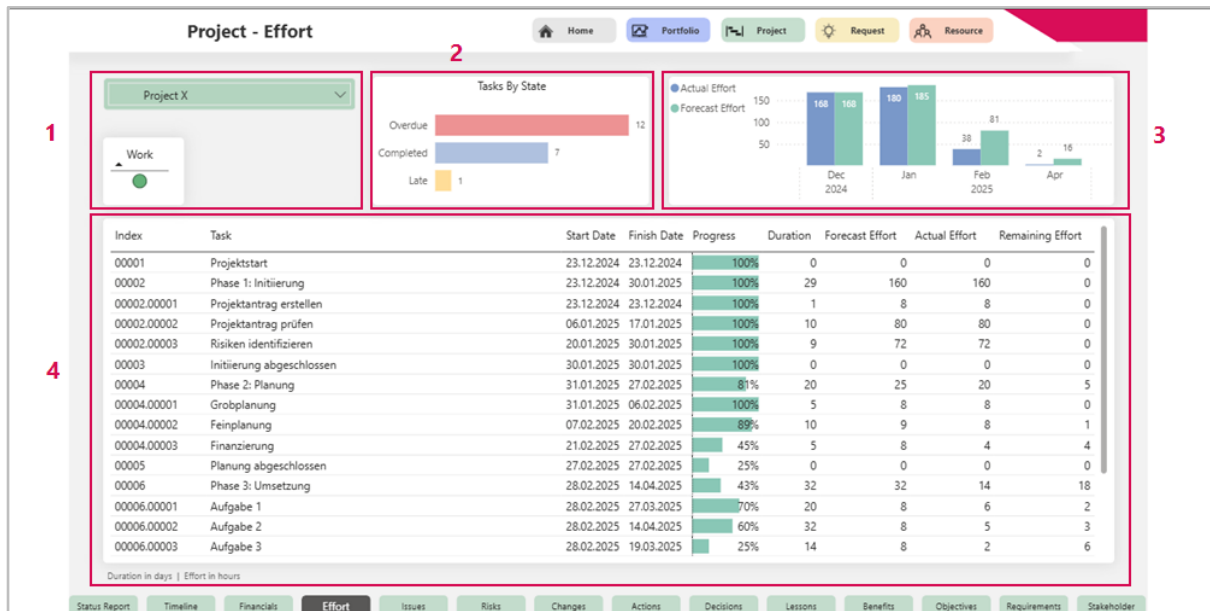 Project - Effort
Home
Portfolio
Project
Request
Resource
1
2
3
4
Project X
Work
Tasks By State
Overdue 12
Completed 7
Late 1
Actual Effort
Forecast Effort
150
100
50
168 168 180 185 38 81 2 16
Dec Jan Feb Apr
2024 2025
Index Task Start Date Finish Date Progress Duration Forecast Effort Actual Effort Remaining Effort
00001 Projektstart 23.12.2024 23.12.2024 100% 0 0 0 0
00002 Phase 1: Initiierung 23.12.2024 30.01.2025 100% 29 160 160 0
00002.00001 Projektantrag erstellen 23.12.2024 23.12.2024 100% 1 8 8 0
00002.00002 Projektantrag prüfen 06.01.2025 17.01.2025 100% 10 80 80 0
00002.00003 Risiken identifizieren 20.01.2025 30.01.2025 100% 9 72 72 0
00003 Initiierung abgeschlossen 30.01.2025 30.01.2025 100% 0 0 0 0
00004 Phase 2: Planung 31.01.2025 27.02.2025 81% 20 25 20 5
00004.00001 Grobplanung 31.01.2025 06.02.2025 100% 5 8 8 0
00004.00002 Feinplanung 07.02.2025 20.02.2025 89% 10 9 8 1
00004.00003 Finanzierung 21.02.2025 27.02.2025 45% 5 8 4 4
00005 Planung abgeschlossen 27.02.2025 27.02.2025 25% 0 0 0 0
00006 Phase 3: Umsetzung 28.02.2025 14.04.2025 43% 32 32 14 18
00006.00001 Aufgabe 1 28.02.2025 27.03.2025 70% 20 8 6 2
00006.00002 Aufgabe 2 28.02.2025 14.04.2025 60% 32 8 5 3
00006.00003 Aufgabe 3 28.02.2025 19.03.2025 25% 14 8 2 6
Duration in days | Effort in hours
Status Report Timeline Financials Effort Issues Risks Changes Actions Decisions Lessons Benefits Objectives Requirements Stakeholder